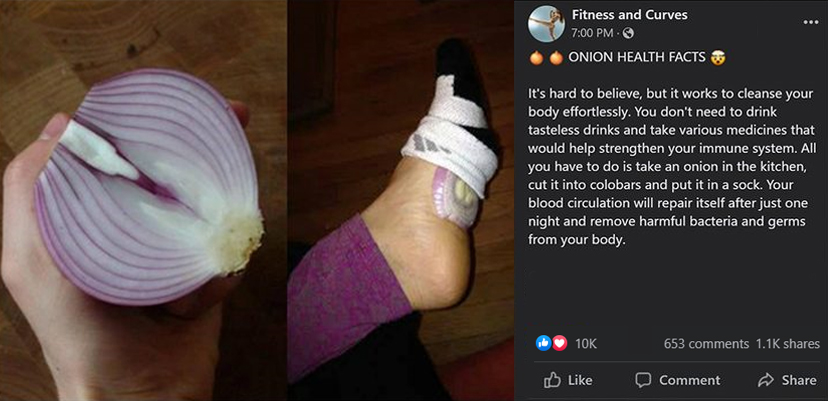 Fitness and Curves
7:00 PM ·
🧅 🧅 ONION HEALTH FACTS 🤯
It's hard to believe, but it works to cleanse your
body effortlessly. You don't need to drink
tasteless drinks and take various medicines that
would help strengthen your immune system. All
you have to do is take an onion in the kitchen,
cut it into colobars and put it in a sock. Your
blood circulation will repair itself after just one
night and remove harmful bacteria and germs
from your body.
10K 653 comments 1.1K shares
Like Comment Share